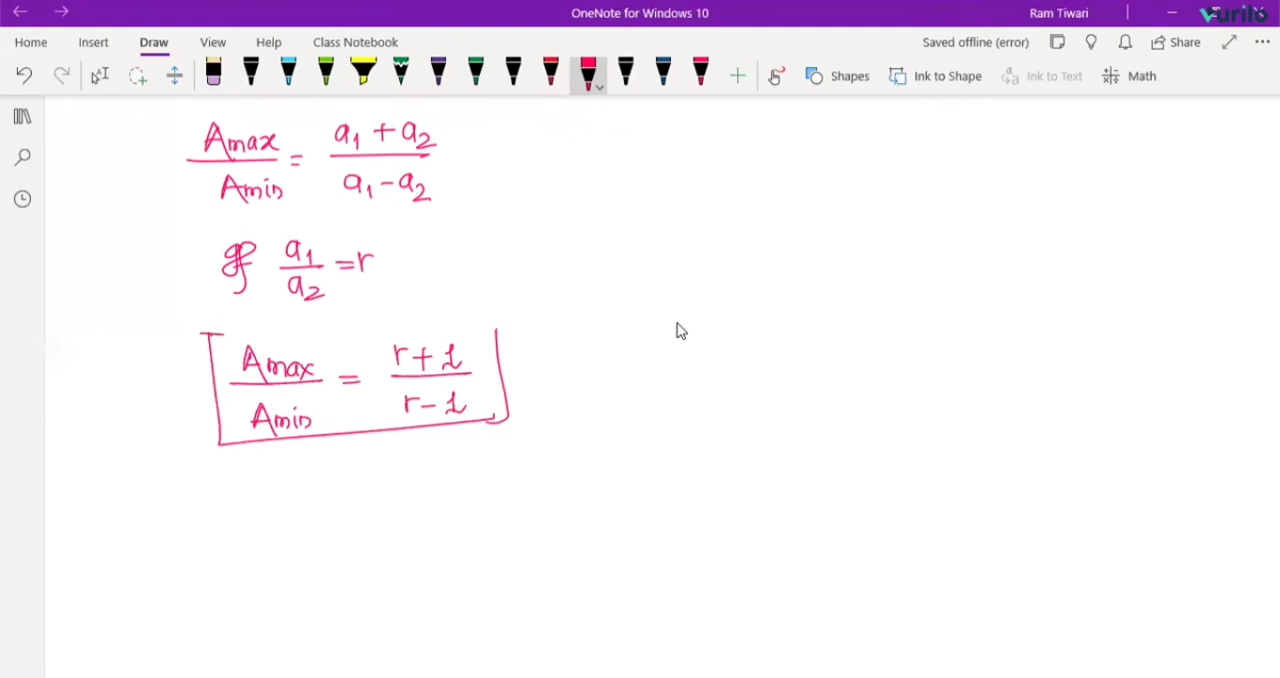 OneNote for Windows 10
Ram Tiwari
Vurilo
Home Insert Draw View Help Class Notebook
Saved offline (error) Share
Shapes Ink to Shape Ink to Text Math
Amax / Amin = a1 + a2 / a1 - a2
If a1 / a2 = r
Amax / Amin = r + 1 / r - 1